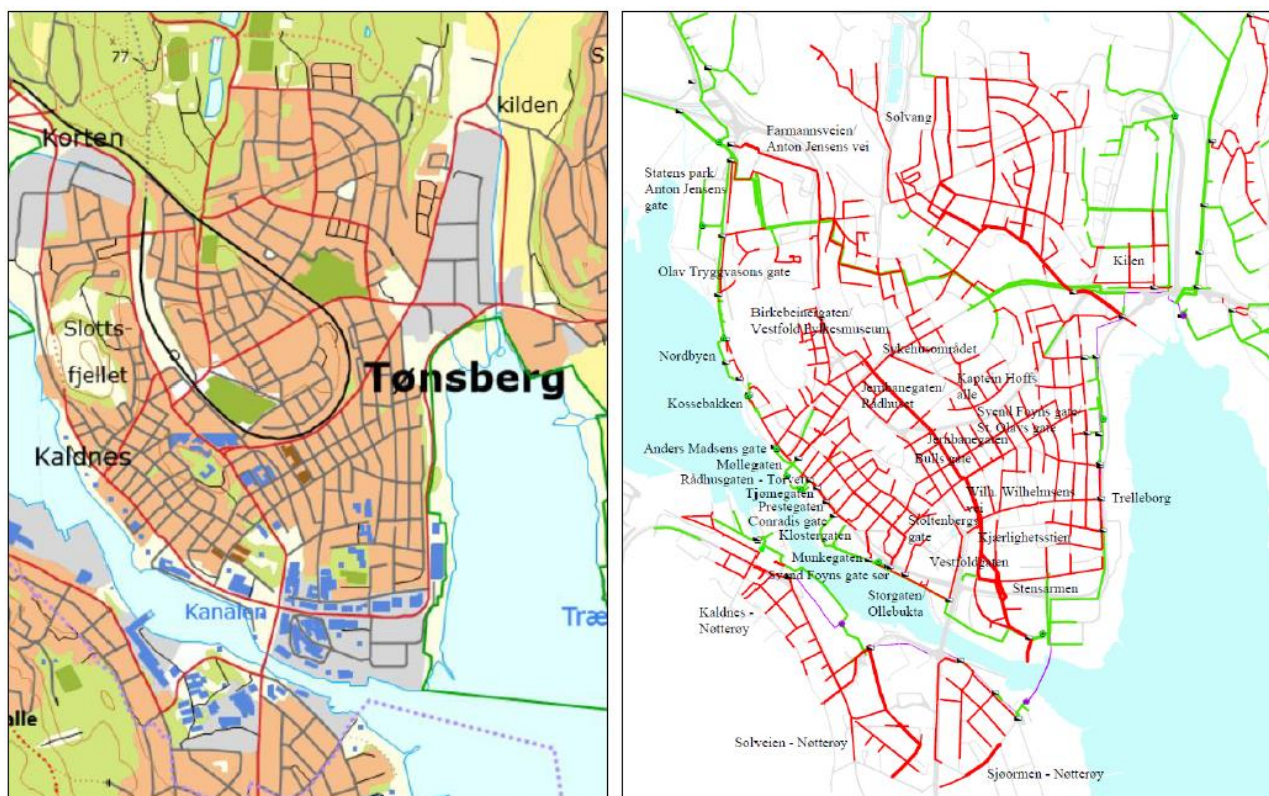 77
Korten
kilden
S
Slotts-
fjellet
Tønsberg
Kaldnes
Kanalen
Træ
alle
Solvang
Farmannsveien/
Anton Jensens vei
Statens park/
Anton Jensens
gate
Kilen
Olav Tryggvasons gate
Birkebeinergaten/
Vestfold Fylkesmuseum
Nordbyen
Sykehusområdet
Kossebakken
Jernbanegaten/
Rådhuset
Kaptein Hoffs
alle
Svend Foyns gate/
St. Olavs gate
Jernbanegaten
Anders Madsens gate
Bulls gate
Møllegaten
Rådhusgaten - Torvet
Tjømegaten
Wilh. Wilhelmsens
vei
Trelleborg
Prestegaten
Conradis gate
Stoltenbergs
gate
Klostergaten
Kjærlighetsstien
Munkegaten
Vestfoldgaten
Svend Foyns gate sør
Stensarmen
Storgaten/
Ollebukta
Kaldnes -
Nøtterøy
Solveien - Nøtterøy
Sjøormen - Nøtterøy